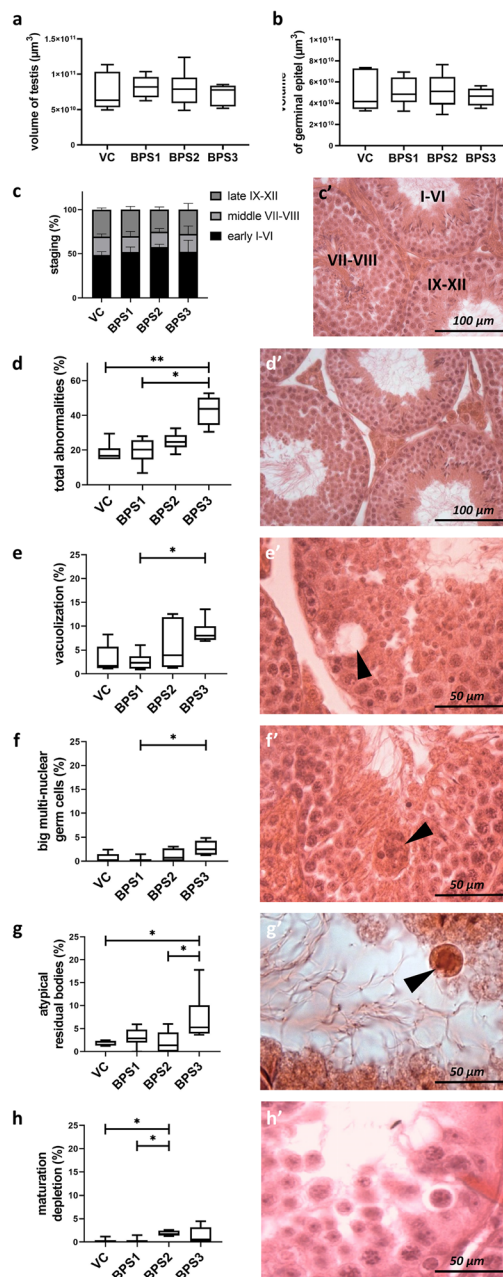 a
volume of testis (µm³)
1.5×10¹¹
1×10¹¹
5×10¹⁰
VC BPS1 BPS2 BPS3
b
volume
of germinal epitel (µm³)
1×10¹¹
8×10¹⁰
6×10¹⁰
4×10¹⁰
2×10¹⁰
VC BPS1 BPS2 BPS3
c
staging (%)
100
50
0
VC BPS1 BPS2 BPS3
late IX-XII
middle VII-VIII
early I-VI
c'
I-VI
VII-VIII
IX-XII
100 µm
d
total abnormalities (%)
60
40
20
0
**
*
VC BPS1 BPS2 BPS3
d'
100 µm
e
vacuolization (%)
25
20
15
10
5
0
*
VC BPS1 BPS2 BPS3
e'
50 µm
f
big multi-nuclear
germ cells (%)
25
20
15
10
5
0
*
VC BPS1 BPS2 BPS3
f'
50 µm
g
atypical
residual bodies (%)
25
20
15
10
5
0
*
*
VC BPS1 BPS2 BPS3
g'
50 µm
h
maturation
depletion (%)
25
20
15
10
5
0
*
*
VC BPS1 BPS2 BPS3
h'
50 µm